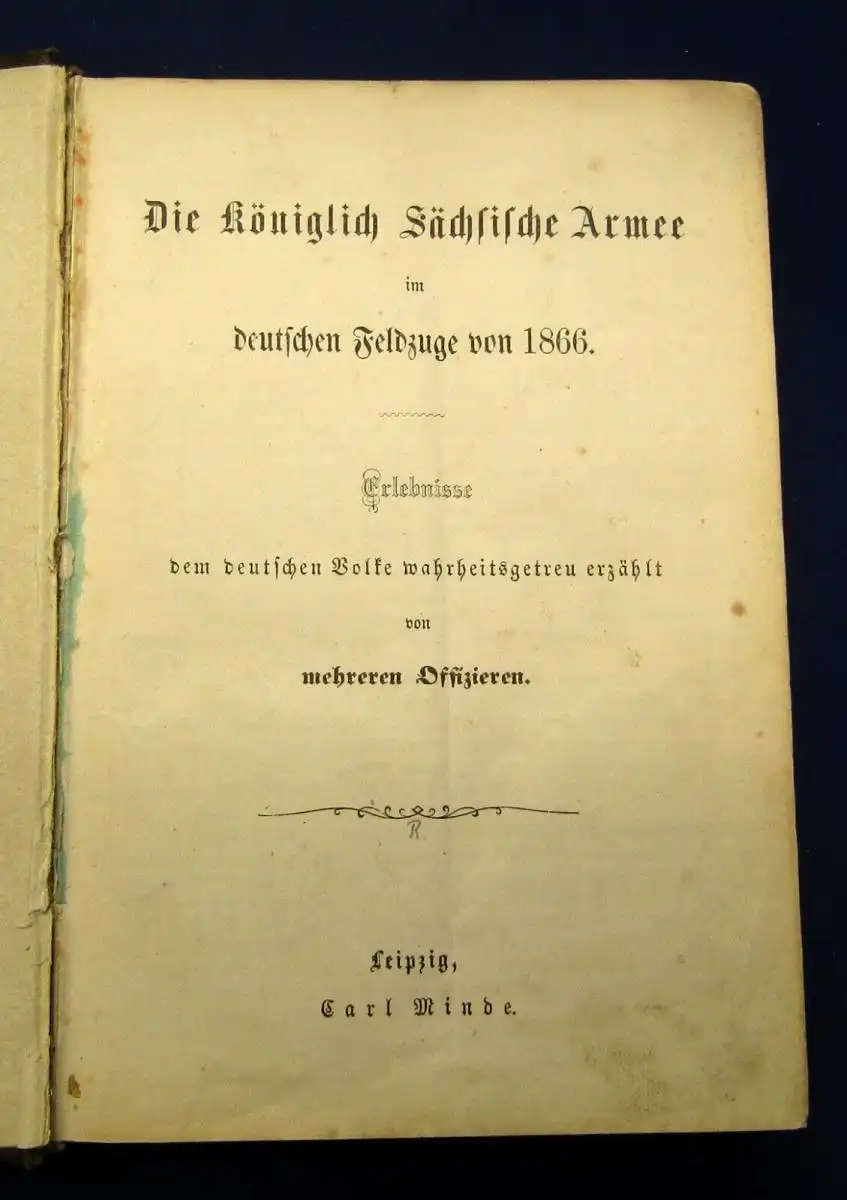 Die Königlich Sächsische Armee
im
deutschen Feldzuge von 1866.
Erlebnisse
dem deutschen Volke wahrheitsgetreu erzählt
von
mehreren Offizieren.
R
Leipzig,
Carl Minde.